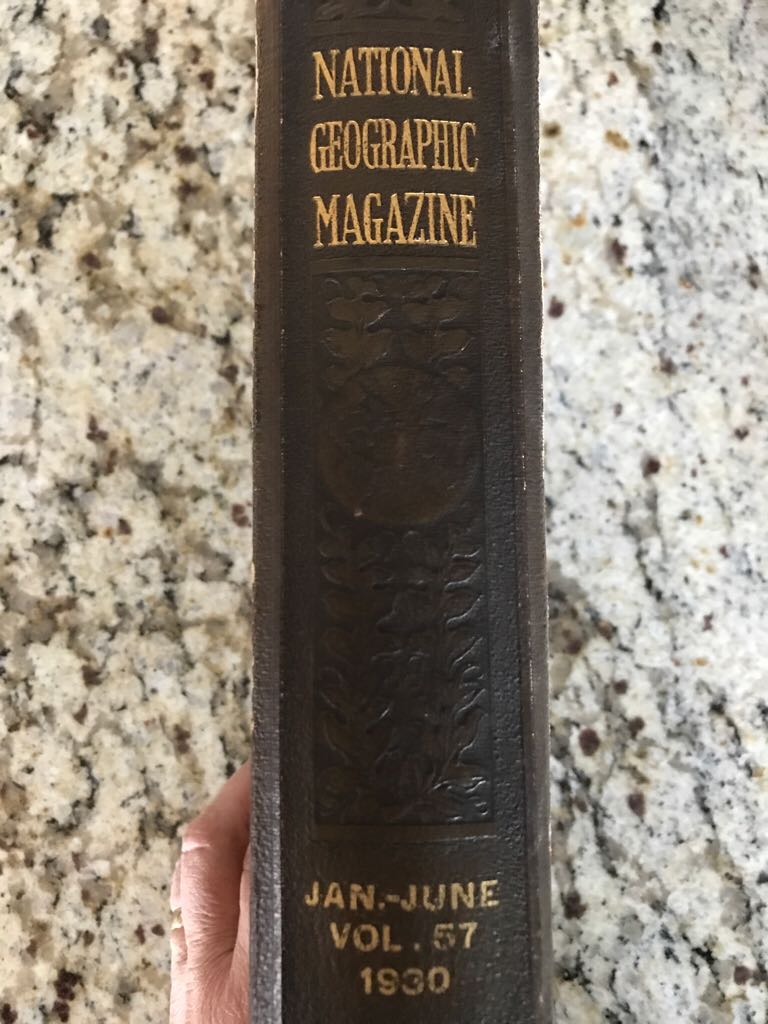 NATIONAL
GEOGRAPHIC
MAGAZINE
JAN.-JUNE
VOL. 57
1930